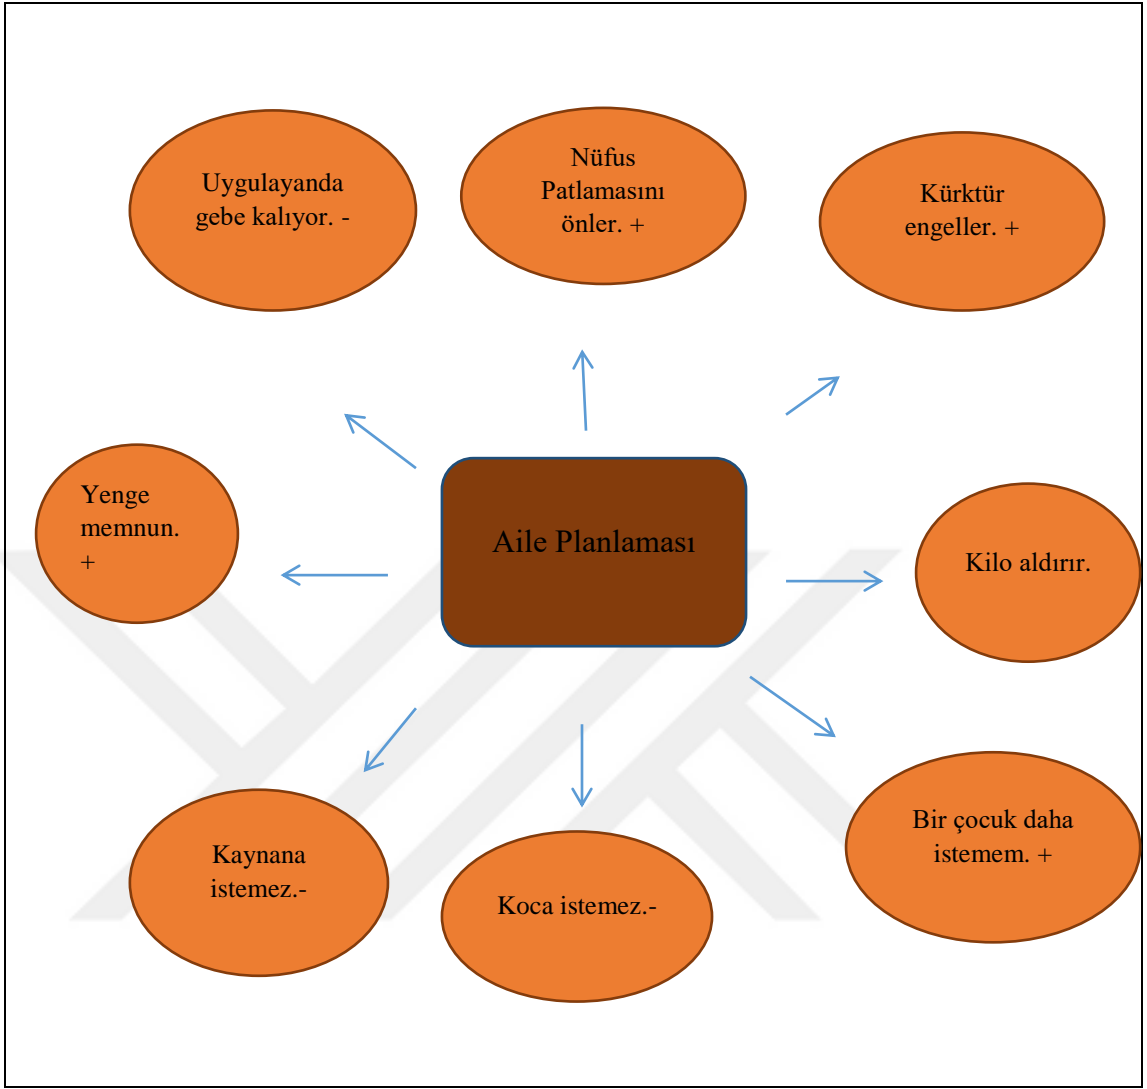 Uygulayanda
gebe kalıyor. -
Nüfus
Patlamasını
önler. +
Kürktür
engeller. +
Yenge
memnun.
+
Aile Planlaması
Kilo aldırır.
Kaynana
istemez.-
Koca istemez.-
Bir çocuk daha
istemem. +